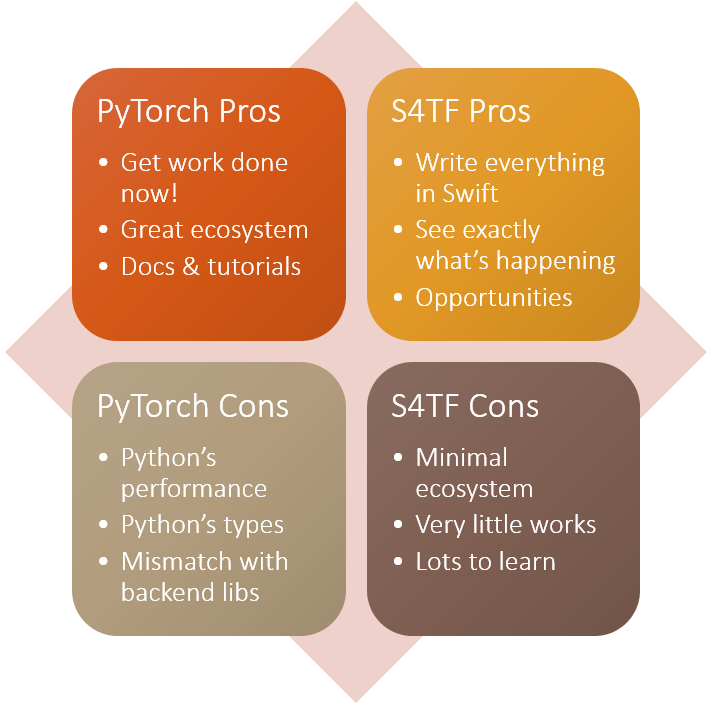 PyTorch Pros
• Get work done
now!
• Great ecosystem
• Docs & tutorials
S4TF Pros
• Write everything
in Swift
• See exactly
what’s happening
• Opportunities
PyTorch Cons
• Python’s
performance
• Python’s types
• Mismatch with
backend libs
S4TF Cons
• Minimal
ecosystem
• Very little works
• Lots to learn